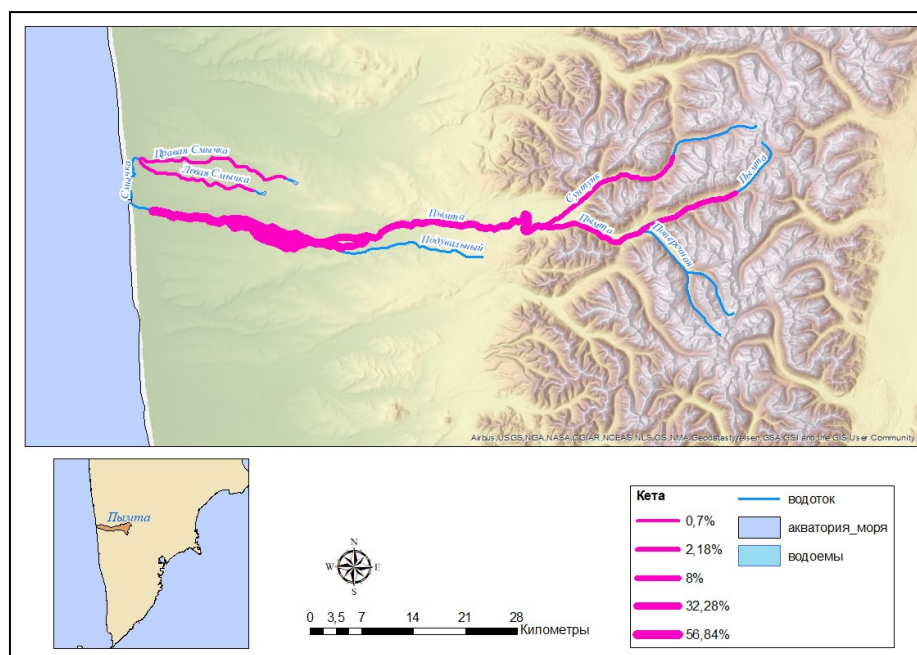 Правая Смычка
Левая Смычка
Смычка
Пымта
Подувальный
Сунтунк
Пымта
Пымта
Поперечная
Airbus,USGS,NGA,NASA,CGIAR,NCEAS,NLS,OS,NMA,Geodatastyrelsen,GSA,GSI and the GIS User Community
Пымта
N
W E
S
0 3,5 7 14 21 28
Километры
Кета
0,7%
2,18%
8%
32,28%
56,84%
водоток
акватория_моря
водоемы